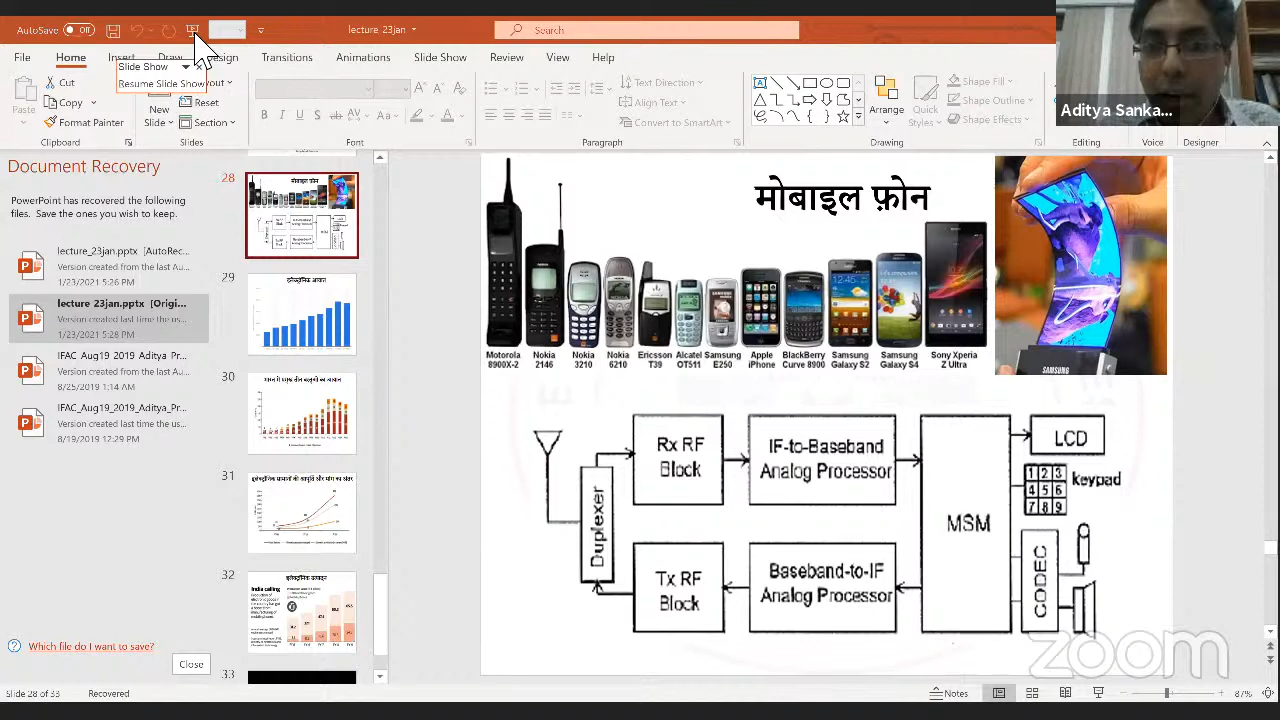 AutoSave Off
lecture_23jan
Search
File Home Insert Draw Design Transitions Animations Slide Show Review View Help
Slide Show
Resume Slide Show
Paste
Cut
Copy
Format Painter
New
Slide
Reset
Section
Text Direction
Align Text
Convert to SmartArt
Arrange
Quick
Styles
Shape Fill
Shape Outline
Shape Effects
Clipboard Slides Font Paragraph Drawing Editing Voice Designer
Aditya Sanka...
Document Recovery
PowerPoint has recovered the following
files. Save the ones you wish to keep.
lecture_23jan.pptx [AutoRec...
Version created from the last Au...
1/23/2021 5:26 PM
lecture 23jan.pptx [Origi...
Version created last time the us...
1/23/2021 5:28 PM
IFAC_Aug19 2019 Aditya_Pr...
Version created from the last Au...
8/25/2019 1:14 AM
IFAC_Aug19_2019_Aditya_Pr...
Version created last time the us...
8/19/2019 12:29 PM
Which file do I want to save?
Close
28
मोबाइल फ़ोन
30
31
32
India calling
33
मोबाइल फ़ोन
Motorola
8900X-2
Nokia
2146
Nokia
3210
Nokia
6210
Ericsson
T39
Alcatel
OT511
Samsung
E250
Apple
iPhone
BlackBerry
Curve 8900
Samsung
Galaxy S2
Samsung
Galaxy S4
Sony Xperia
Z Ultra
SAMSUNG
Duplexer
Rx RF
Block
IF-to-Baseband
Analog Processor
Tx RF
Block
Baseband-to-IF
Analog Processor
MSM
LCD
1 2 3
4 5 6
7 8 9
keypad
CODEC
zoom
Slide 28 of 33 Recovered
Notes
87%